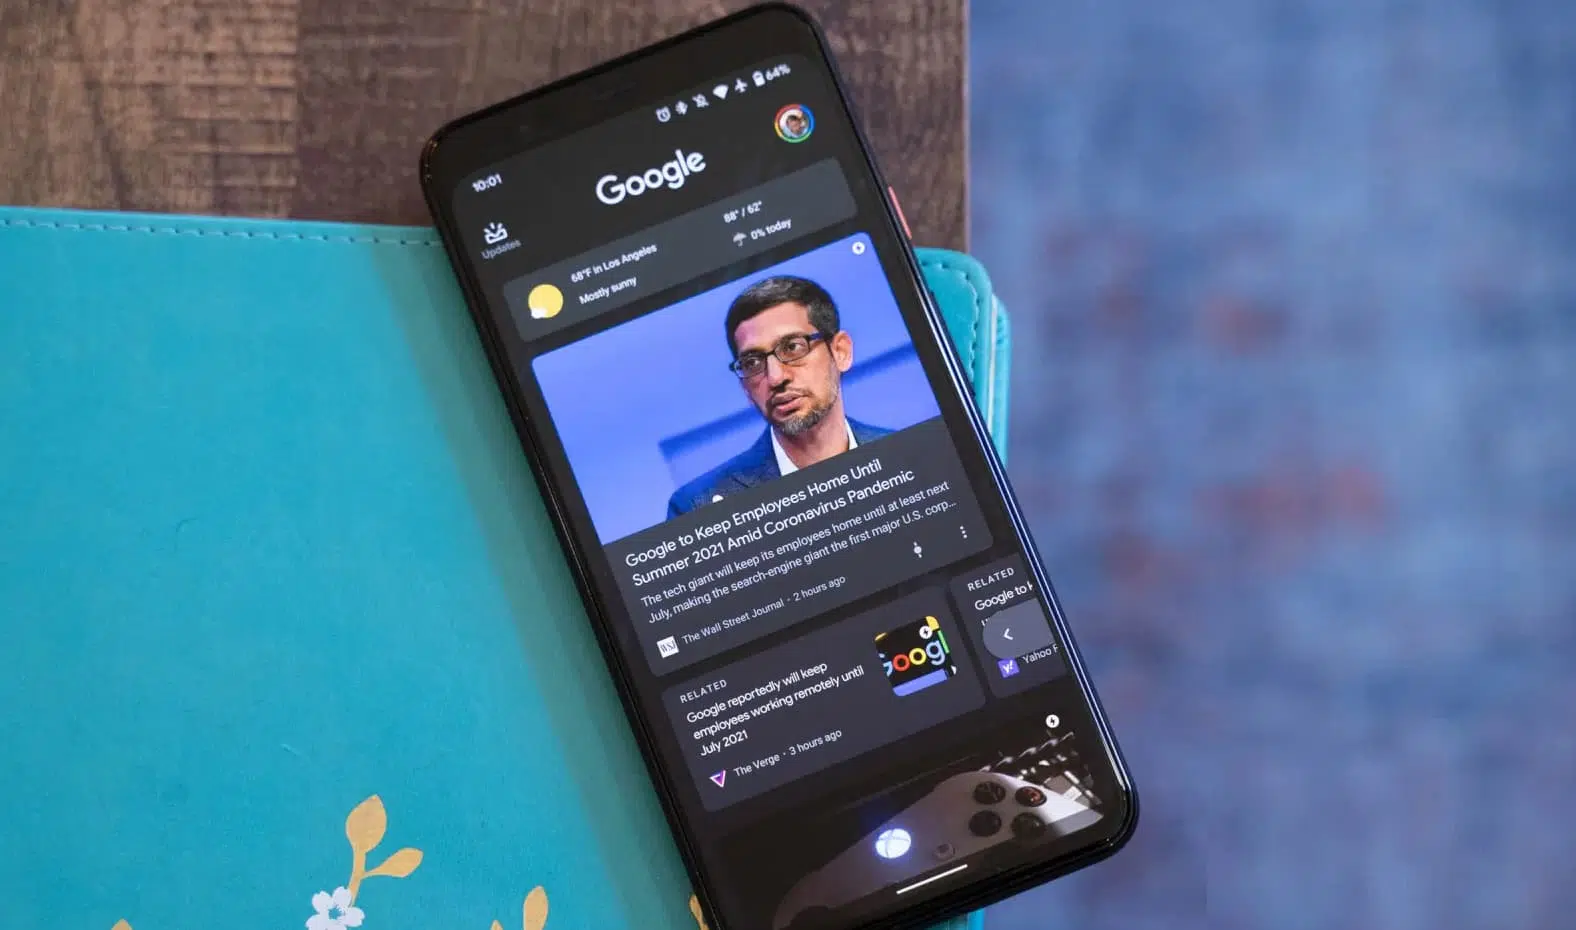 10:01
64%
Google
Updates
68°F in Los Angeles
Mostly sunny
88° / 62°
0% today
Google to Keep Employees Home Until
Summer 2021 Amid Coronavirus Pandemic
The tech giant will keep its employees home until at least next
July, making the search-engine giant the first major U.S. corp...
WSJ
The Wall Street Journal · 2 hours ago
RELATED
Google reportedly will keep
employees working remotely until
July 2021
The Verge · 3 hours ago
Googl
RELATED
Google to k
Yahoo F